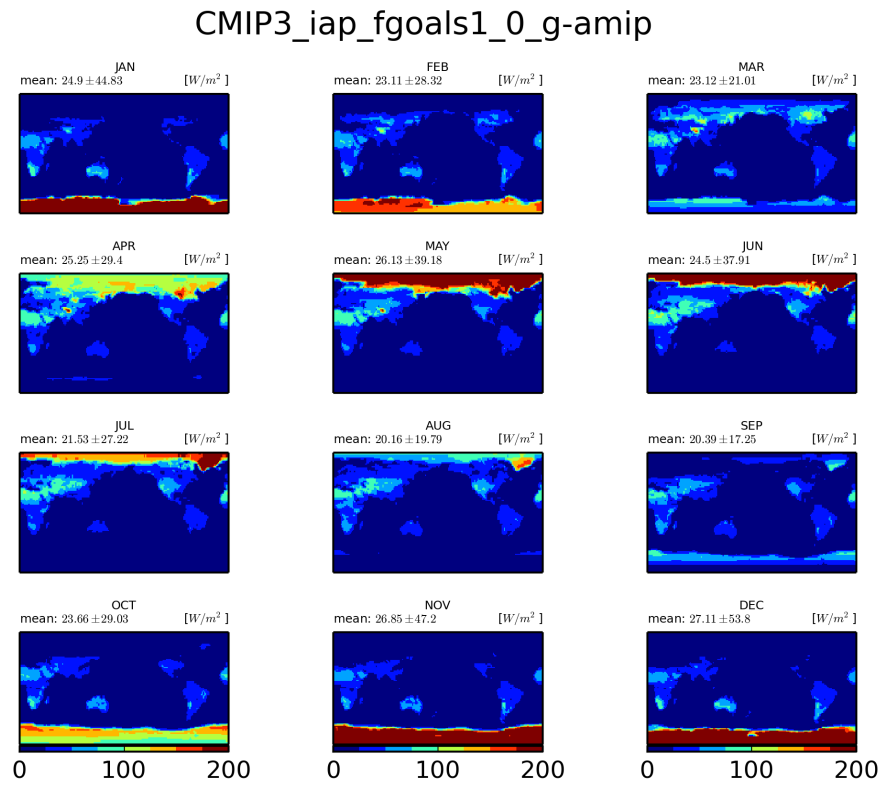 CMIP3_iap_fgoals1_0_g-amip
JAN
mean: 24.9 ±44.83 [W/m² ]
FEB
mean: 23.11 ±28.32 [W/m² ]
MAR
mean: 23.12 ±21.01 [W/m² ]
APR
mean: 25.25 ±29.4 [W/m² ]
MAY
mean: 26.13 ±39.18 [W/m² ]
JUN
mean: 24.5 ±37.91 [W/m² ]
JUL
mean: 21.53 ±27.22 [W/m² ]
AUG
mean: 20.16 ±19.79 [W/m² ]
SEP
mean: 20.39 ±17.25 [W/m² ]
OCT
mean: 23.66 ±29.03 [W/m² ]
NOV
mean: 26.85 ±47.2 [W/m² ]
DEC
mean: 27.11 ±53.8 [W/m² ]
0 100 200
0 100 200
0 100 200